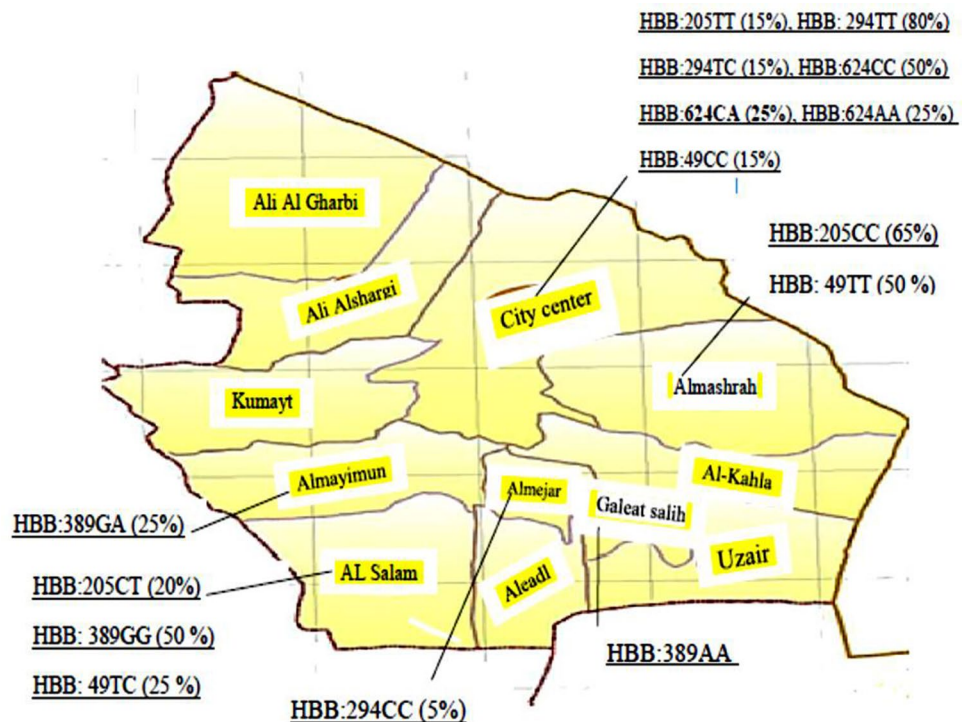 HBB:205TT (15%), HBB: 294TT (80%)
HBB:294TC (15%), HBB:624CC (50%)
HBB:624CA (25%), HBB:624AA (25%)
HBB:49CC (15%)
Ali Al Gharbi
HBB:205CC (65%)
HBB: 49TT (50 %)
Ali Alshargi
City center
Kumayt
Almashrah
Almayimun
Almejar
Al-Kahla
Galeat salih
HBB:389GA (25%)
Uzair
AL Salam
Aleadl
HBB:205CT (20%)
HBB: 389GG (50 %)
HBB:389AA
HBB: 49TC (25 %)
HBB:294CC (5%)